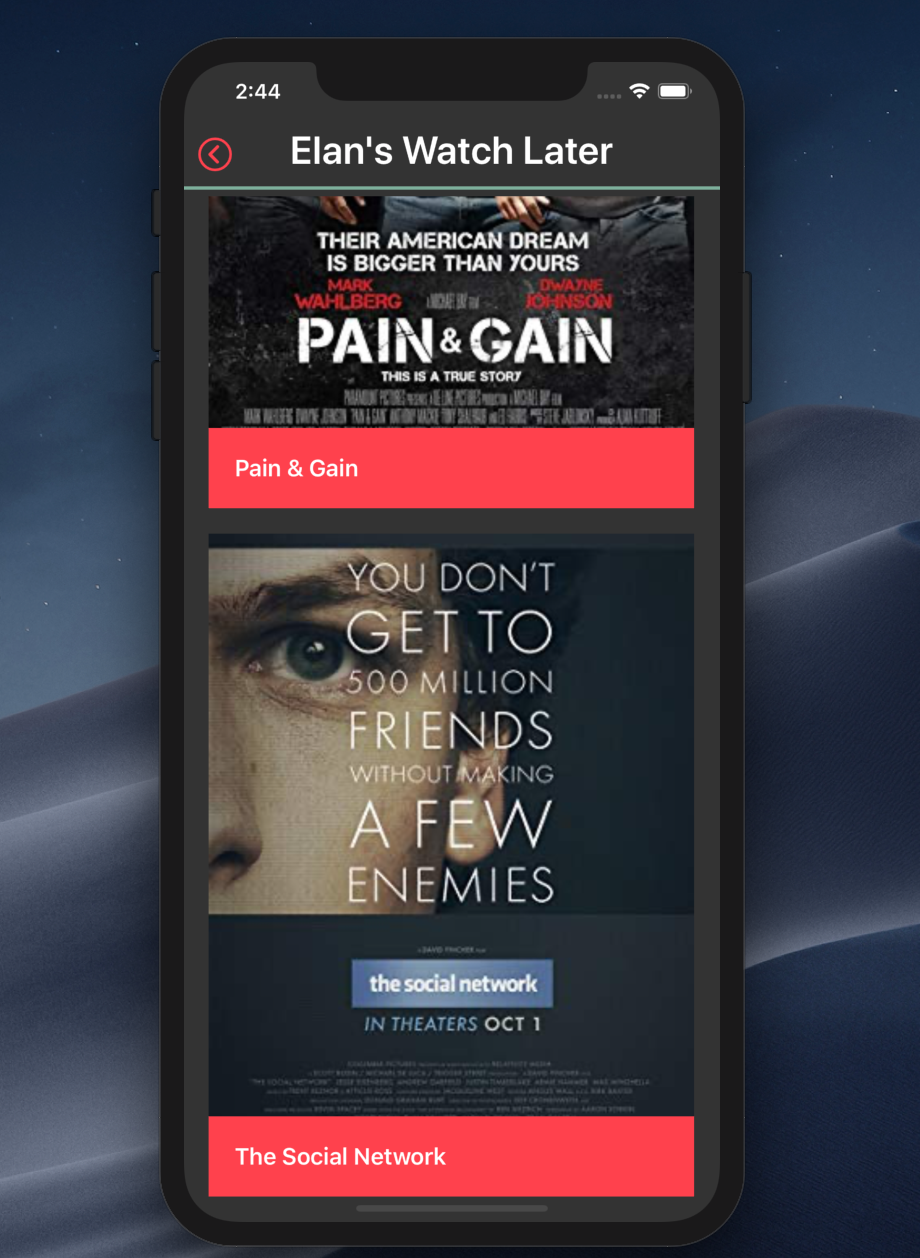 2:44
Elan's Watch Later
THEIR AMERICAN DREAM
IS BIGGER THAN YOURS
MARK
WAHLBERG
A MICHAEL BAY FILM
DWAYNE
JOHNSON
PAIN & GAIN
THIS IS A TRUE STORY
Pain & Gain
YOU DON'T
GET TO
500 MILLION
FRIENDS
WITHOUT MAKING
A FEW
ENEMIES
A DAVID FINCHER FILM
the social network
IN THEATERS OCT 1
The Social Network